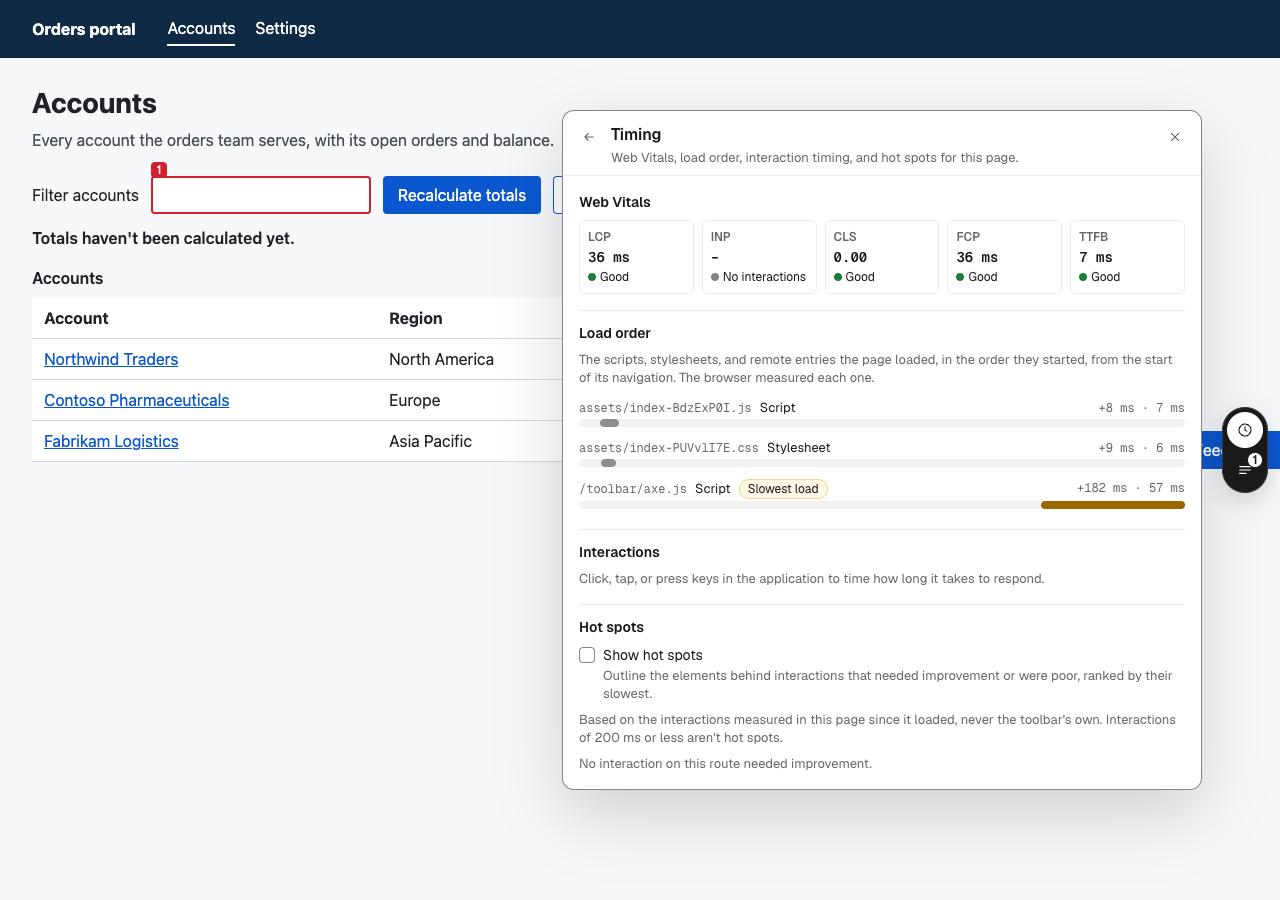 Orders portal
Accounts
Settings
Accounts
Every account the orders team serves, with its open orders and balance.
1
Filter accounts
Recalculate totals
Totals haven't been calculated yet.
Accounts
Account
Region
Northwind Traders
North America
Contoso Pharmaceuticals
Europe
Fabrikam Logistics
Asia Pacific
Timing
Web Vitals, load order, interaction timing, and hot spots for this page.
Web Vitals
LCP
36 ms
Good
INP
–
No interactions
CLS
0.00
Good
FCP
36 ms
Good
TTFB
7 ms
Good
Load order
The scripts, stylesheets, and remote entries the page loaded, in the order they started, from the start
of its navigation. The browser measured each one.
assets/index-BdzExP0I.js Script +8 ms · 7 ms
assets/index-PUVvlI7E.css Stylesheet +9 ms · 6 ms
/toolbar/axe.js Script Slowest load +182 ms · 57 ms
Interactions
Click, tap, or press keys in the application to time how long it takes to respond.
Hot spots
Show hot spots
Outline the elements behind interactions that needed improvement or were poor, ranked by their
slowest.
Based on the interactions measured in this page since it loaded, never the toolbar's own. Interactions
of 200 ms or less aren't hot spots.
No interaction on this route needed improvement.
1